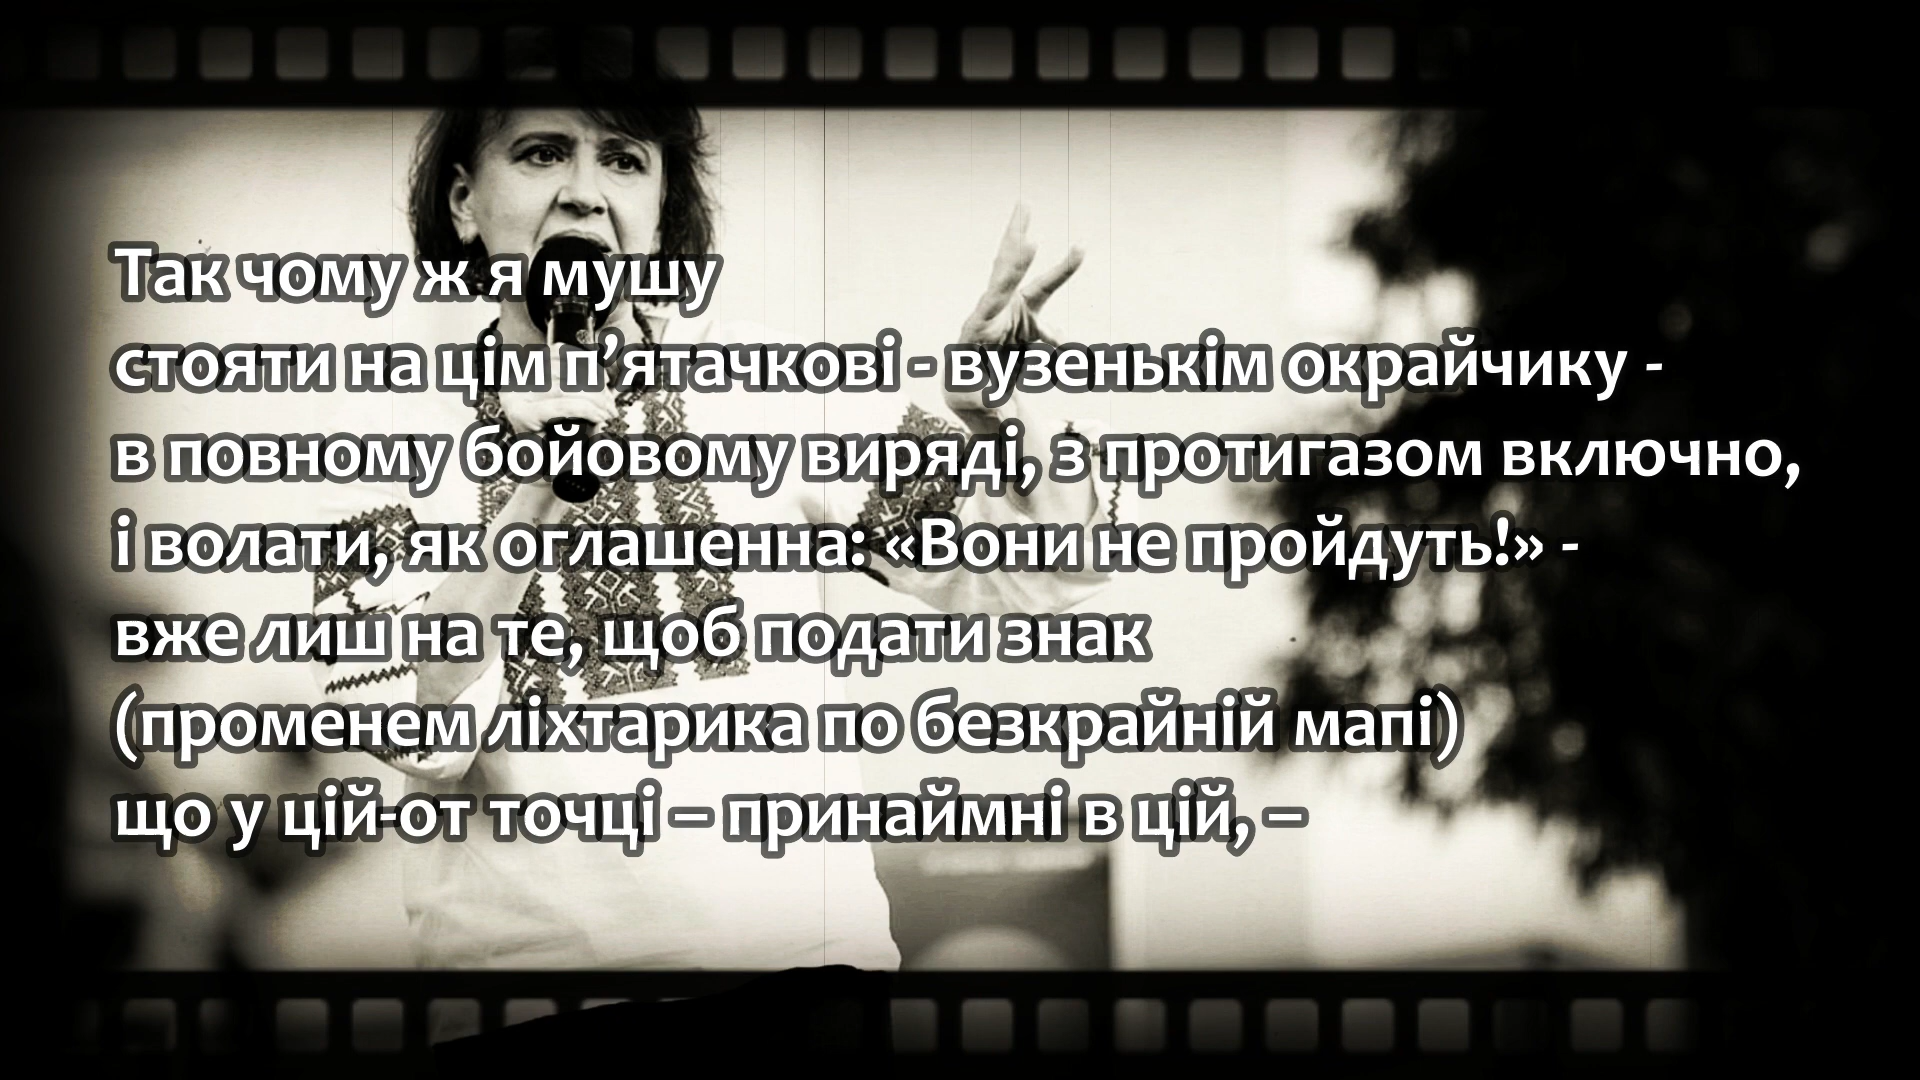 Так чому ж я мушу
стояти на цім п’ятачкові - вузенькім окрайчику -
в повному бойовому виряді, з протигазом включно,
і волати, як оглашенна: «Вони не пройдуть!» -
вже лиш на те, щоб подати знак
(променем ліхтарика по безкрайній мапі)
що у цій-от точці – принаймні в цій, –